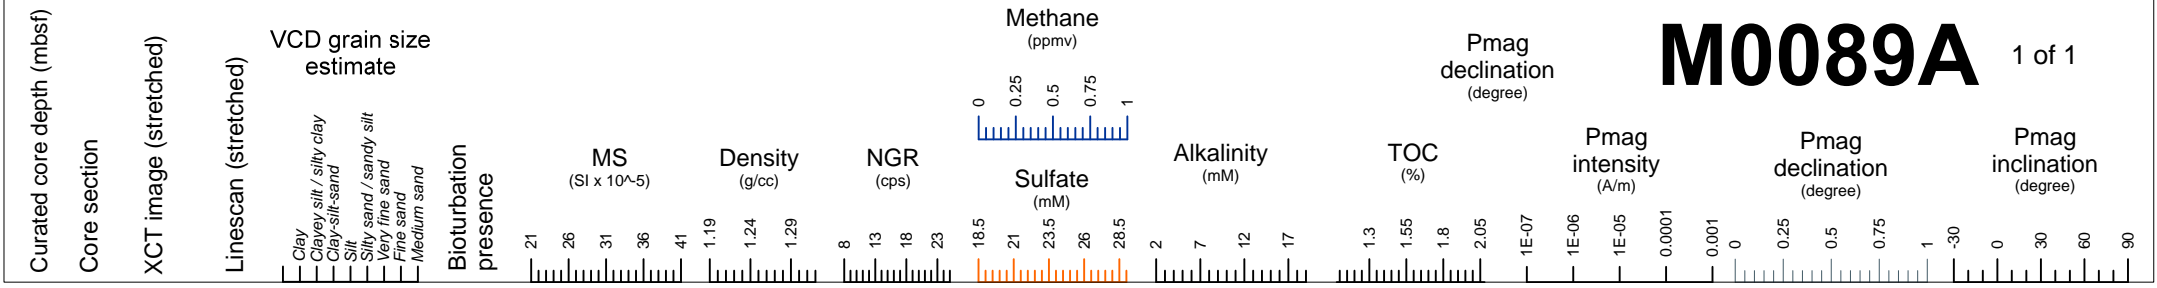 Curated core depth (mbsf)
Core section
XCT image (stretched)
Linescan (stretched)
VCD grain size
estimate
Clay
Clayey silt / silty clay
Clay-silt-sand
Silt
Silty sand / sandy silt
Very fine sand
Fine sand
Medium sand
Bioturbation
presence
MS
(SI x 10^-5)
21 26 31 36 41
Density
(g/cc)
1.19 1.24 1.29
NGR
(cps)
8 13 18 23
Methane
(ppmv)
0 0.25 0.5 0.75 1
Sulfate
(mM)
18.5 21 23.5 26 28.5
Alkalinity
(mM)
2 7 12 17
TOC
(%)
1.3 1.55 1.8 2.05
Pmag
declination
(degree)
Pmag
intensity
(A/m)
1E-07 1E-06 1E-05 0.0001 0.001
M0089A 1 of 1
Pmag
declination
(degree)
0 0.25 0.5 0.75 1
Pmag
inclination
(degree)
-30 0 30 60 90